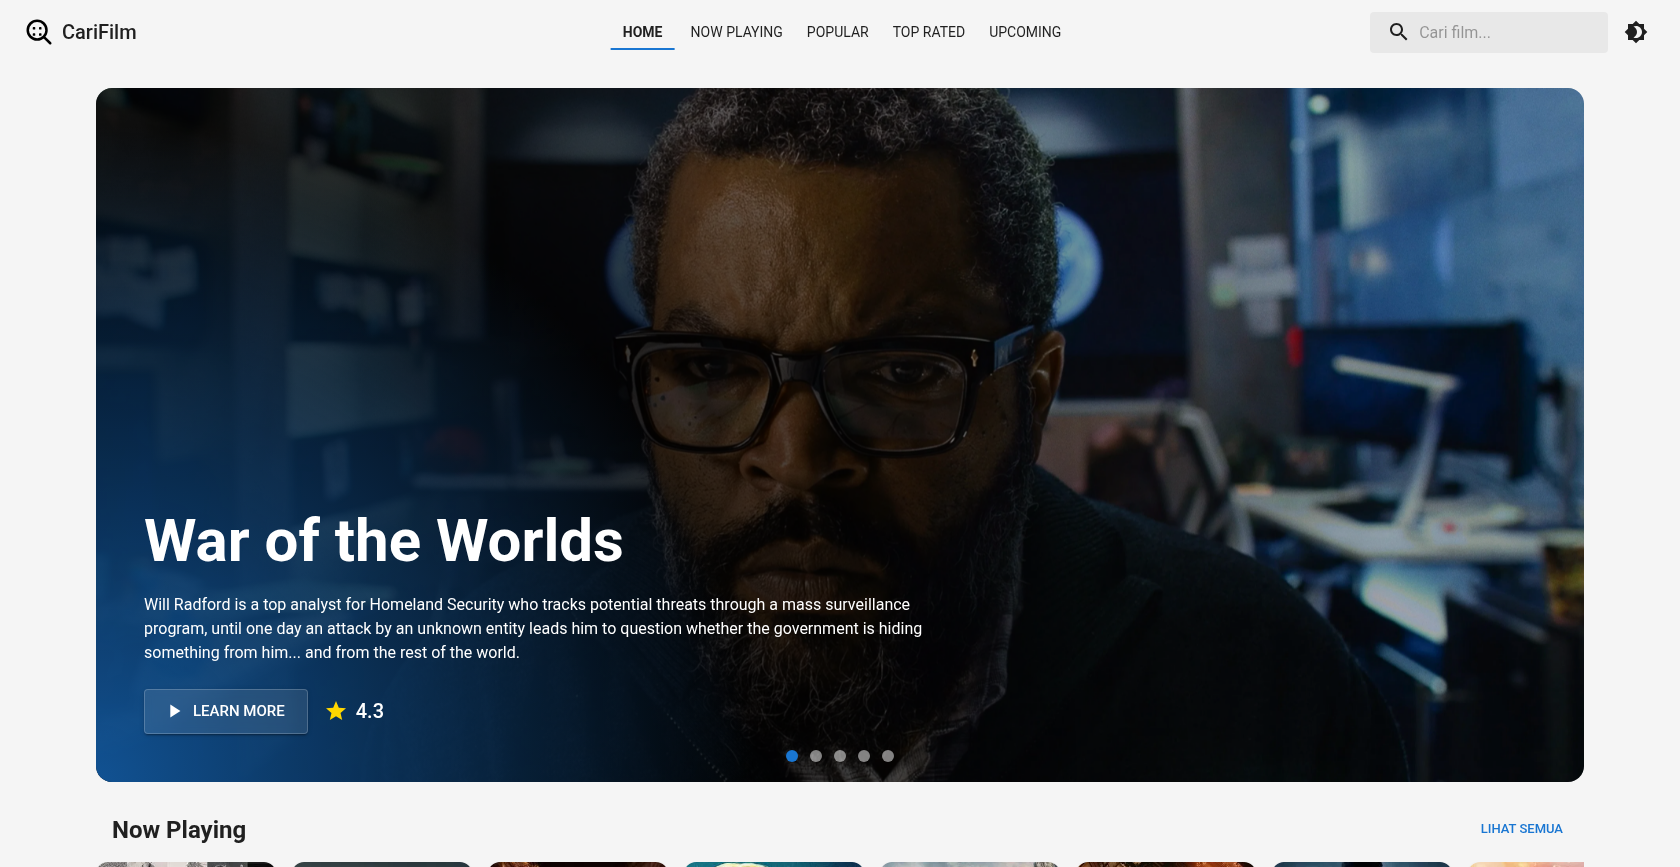 CariFilm
HOME
NOW PLAYING
POPULAR
TOP RATED
UPCOMING
Cari film...
War of the Worlds
Will Radford is a top analyst for Homeland Security who tracks potential threats through a mass surveillance
program, until one day an attack by an unknown entity leads him to question whether the government is hiding
something from him... and from the rest of the world.
LEARN MORE
4.3
Now Playing
LIHAT SEMUA